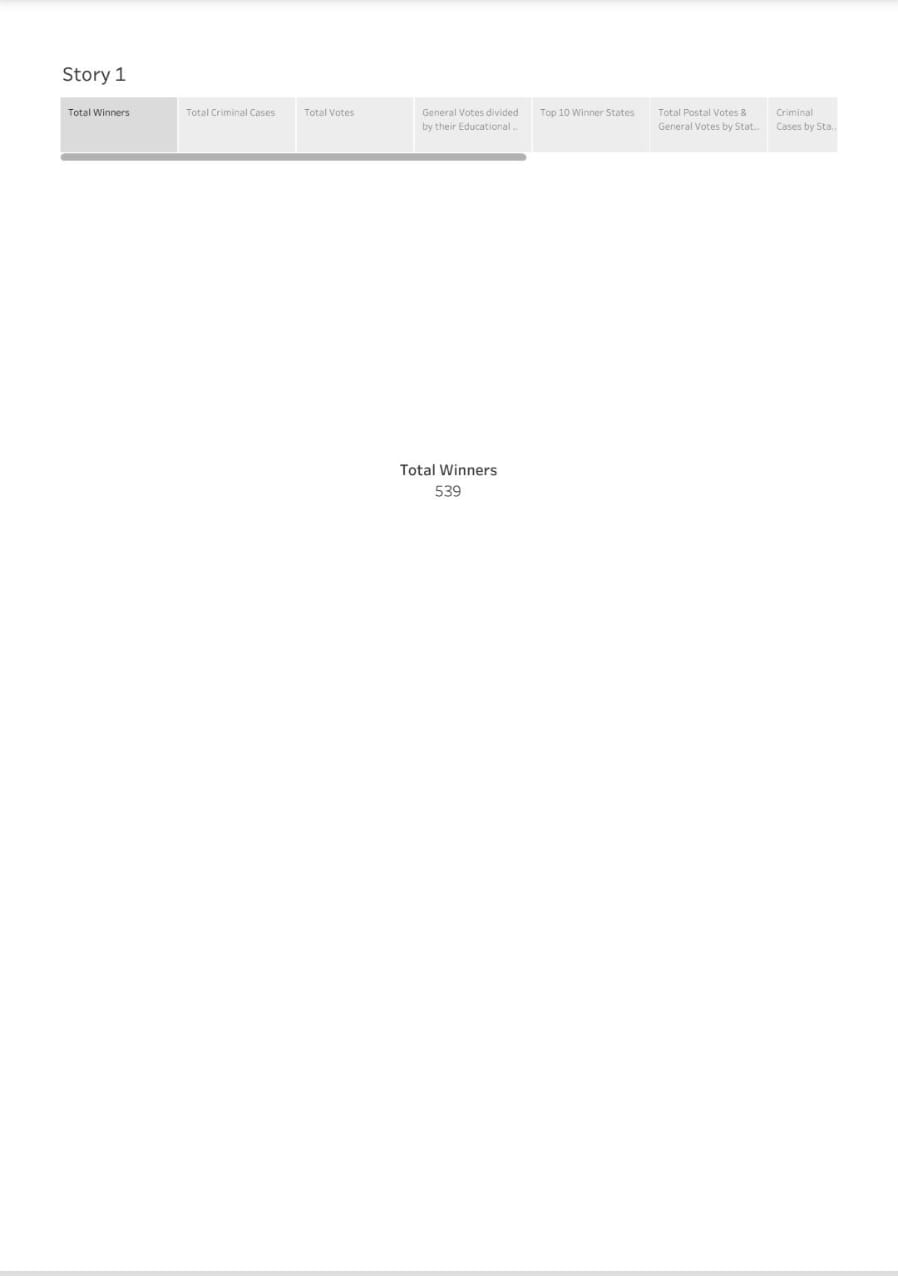 Story 1
Total Winners
Total Criminal Cases
Total Votes
General Votes divided
by their Educational ..
Top 10 Winner States
Total Postal Votes &
General Votes by Stat..
Criminal
Cases by Sta..
Total Winners
539